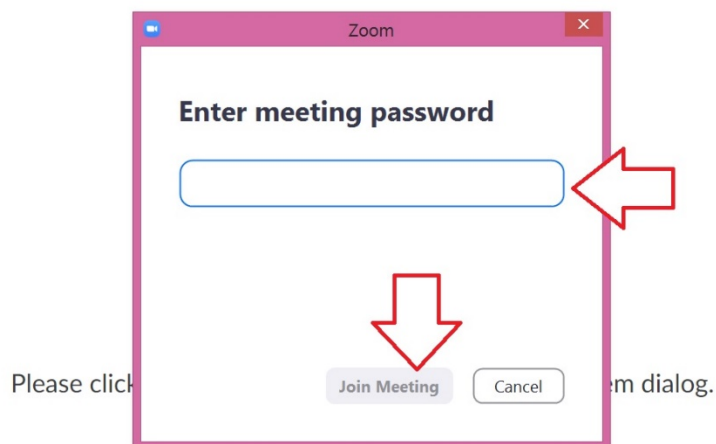 Zoom
Enter meeting password
Join Meeting
Cancel
Please click
em dialog.